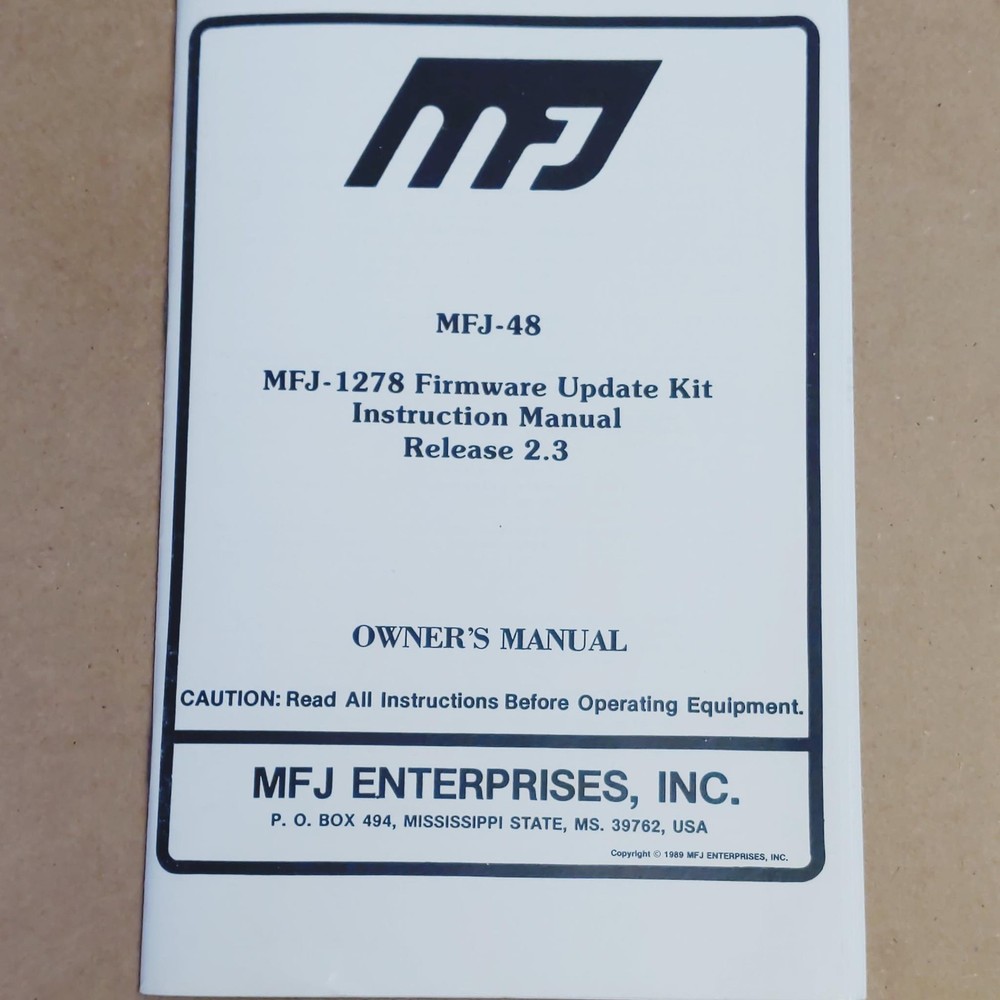 MFJ
MFJ-48
MFJ-1278 Firmware Update Kit
Instruction Manual
Release 2.3
OWNER'S MANUAL
CAUTION: Read All Instructions Before Operating Equipment.
MFJ ENTERPRISES, INC.
P. O. BOX 494, MISSISSIPPI STATE, MS. 39762, USA
Copyright © 1989 MFJ ENTERPRISES, INC.